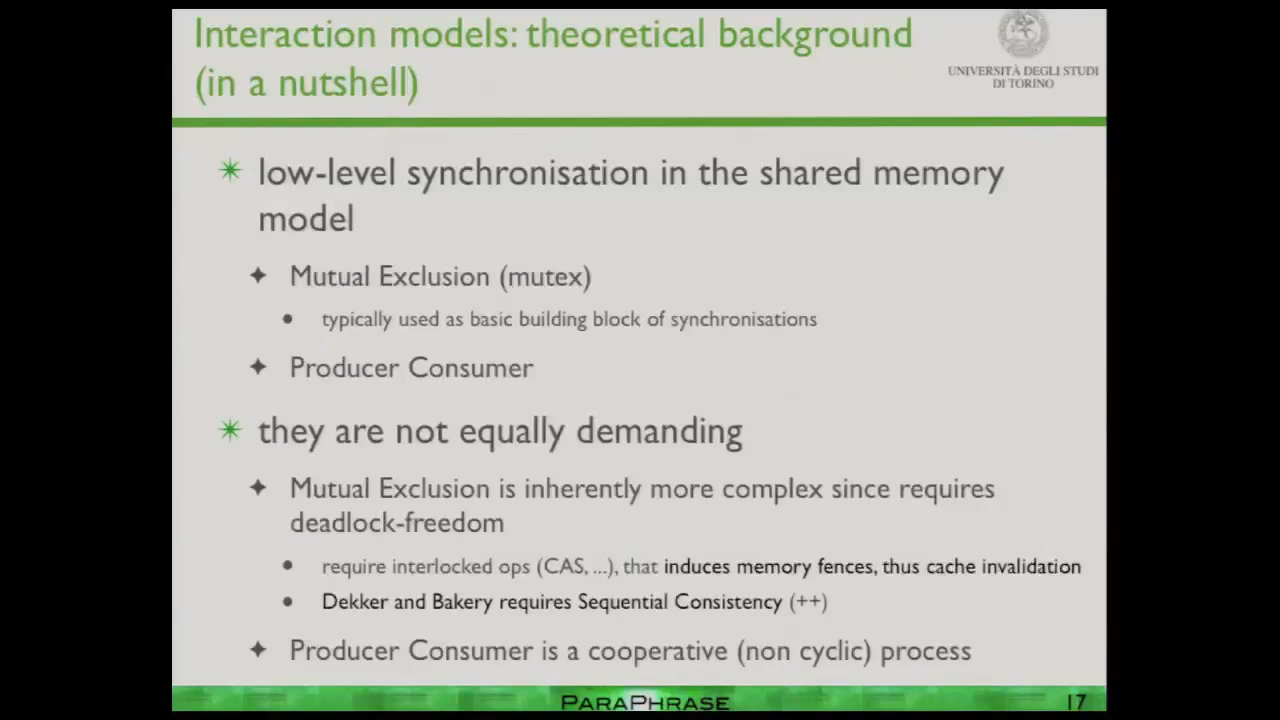 Interaction models: theoretical background
(in a nutshell)
UNIVERSITÀ DEGLI STUDI
DI TORINO
low-level synchronisation in the shared memory
model
Mutual Exclusion (mutex)
typically used as basic building block of synchronisations
Producer Consumer
they are not equally demanding
Mutual Exclusion is inherently more complex since requires
deadlock-freedom
require interlocked ops (CAS, ...), that induces memory fences, thus cache invalidation
Dekker and Bakery requires Sequential Consistency (++)
Producer Consumer is a cooperative (non cyclic) process
PARAPHRASE
17